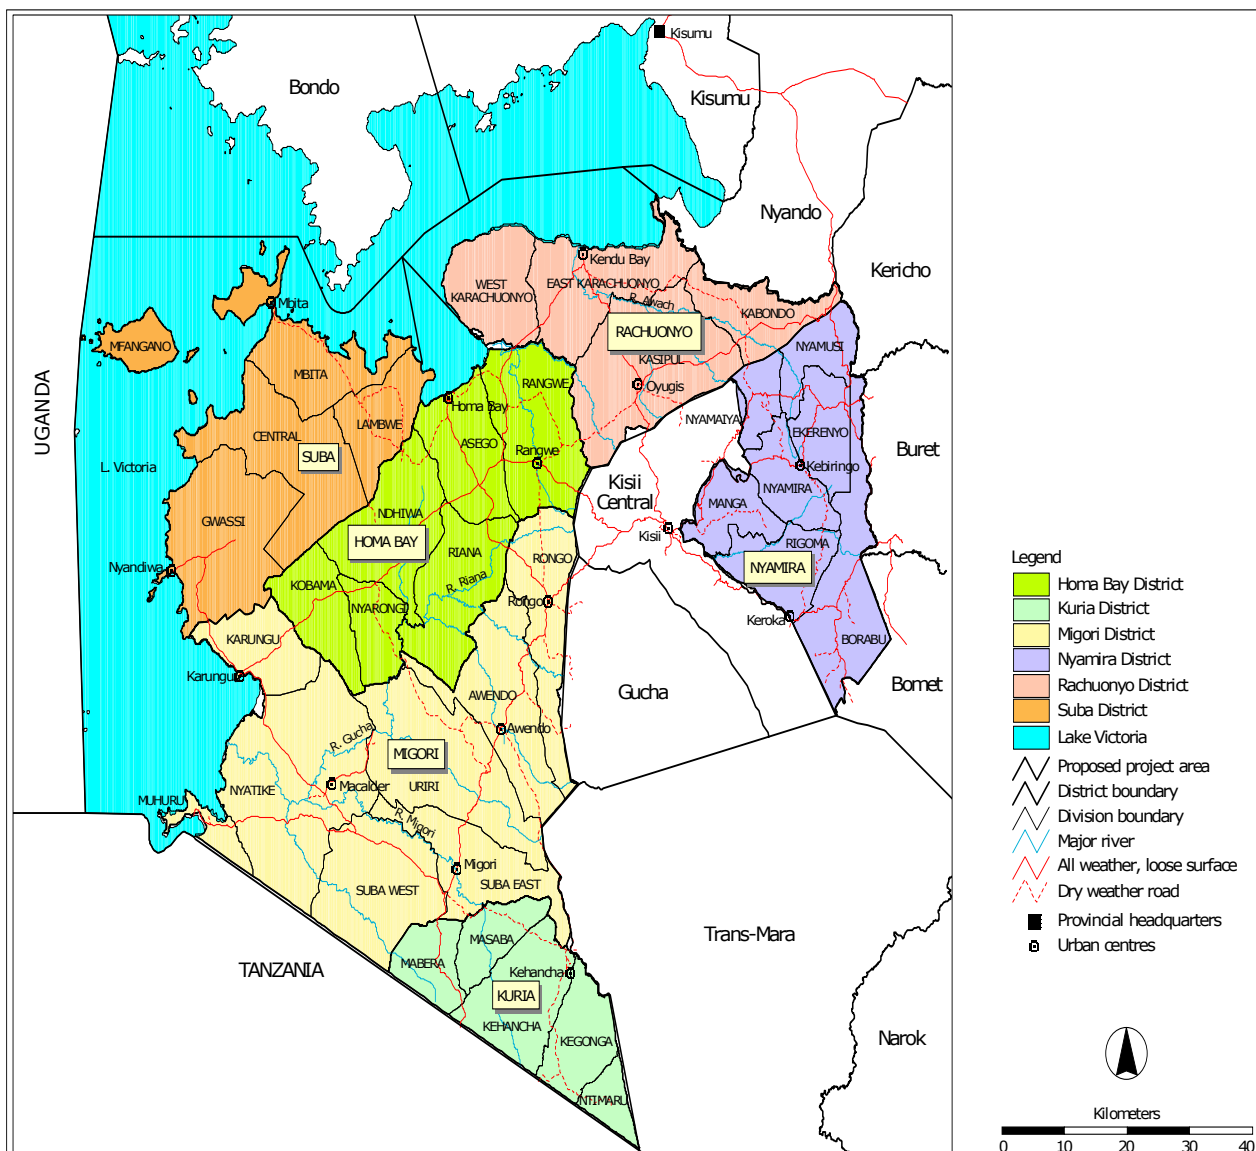 Kisumu
Bondo
Kisumu
Nyando
Kericho
Kendu Bay
WEST
KARACHUONYO
EAST KARACHUONYO
R. Awach
KABONDO
Mbita
RACHUONYO
MFANGANO
NYAMUSI
KASIPUL
MBITA
RANGWE
Oyugis
UGANDA
Homa Bay
NYAMAIYA
LAMBWE
CENTRAL
ASEGO
EKERENYO
Buret
SUBA
Rangwe
Kebiringo
L. Victoria
Kisii
Central
NYAMIRA
MANGA
GWASSI
NDHIWA
HOMA BAY
Kisii
RIGOMA
RIANA
RONGO
NYAMIRA
Nyandiwa
KOBAMA
R. Riana
NYARONGI
Rongo
Keroka
KARUNGU
BORABU
Karungu
Gucha
Bomet
AWENDO
R. Gucha
Awendo
MIGORI
NYATIKE
Macalder
URIRI
MUHURU
R. Migori
Migori
SUBA WEST
SUBA EAST
Trans-Mara
MASABA
MABERA
TANZANIA
Kehancha
KURIA
KEHANCHA
KEGONGA
Narok
NTIMARU
Legend
Homa Bay District
Kuria District
Migori District
Nyamira District
Rachuonyo District
Suba District
Lake Victoria
Proposed project area
District boundary
Division boundary
Major river
All weather, loose surface
Dry weather road
Provincial headquarters
Urban centres
Kilometers
0 10 20 30 40